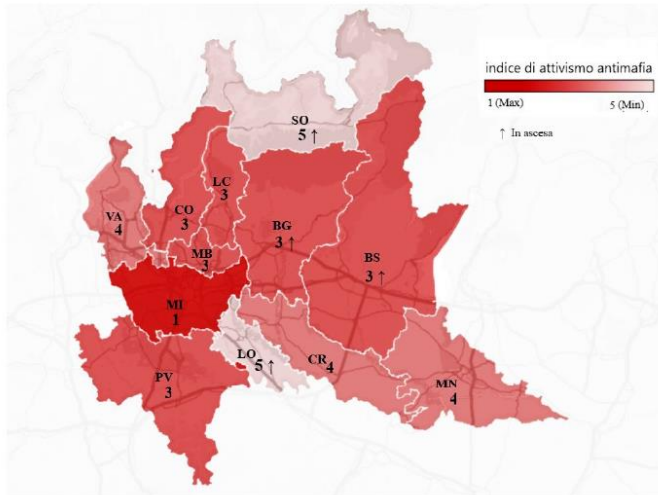 indice di attivismo antimafia
1 (Max) 5 (Min)
↑ In ascesa
SO
5 ↑
LC
3
VA
4
CO
3
BG
3 ↑
MB
3
BS
3 ↑
MI
1
LO
5 ↑
CR 4
PV
3
MN
4